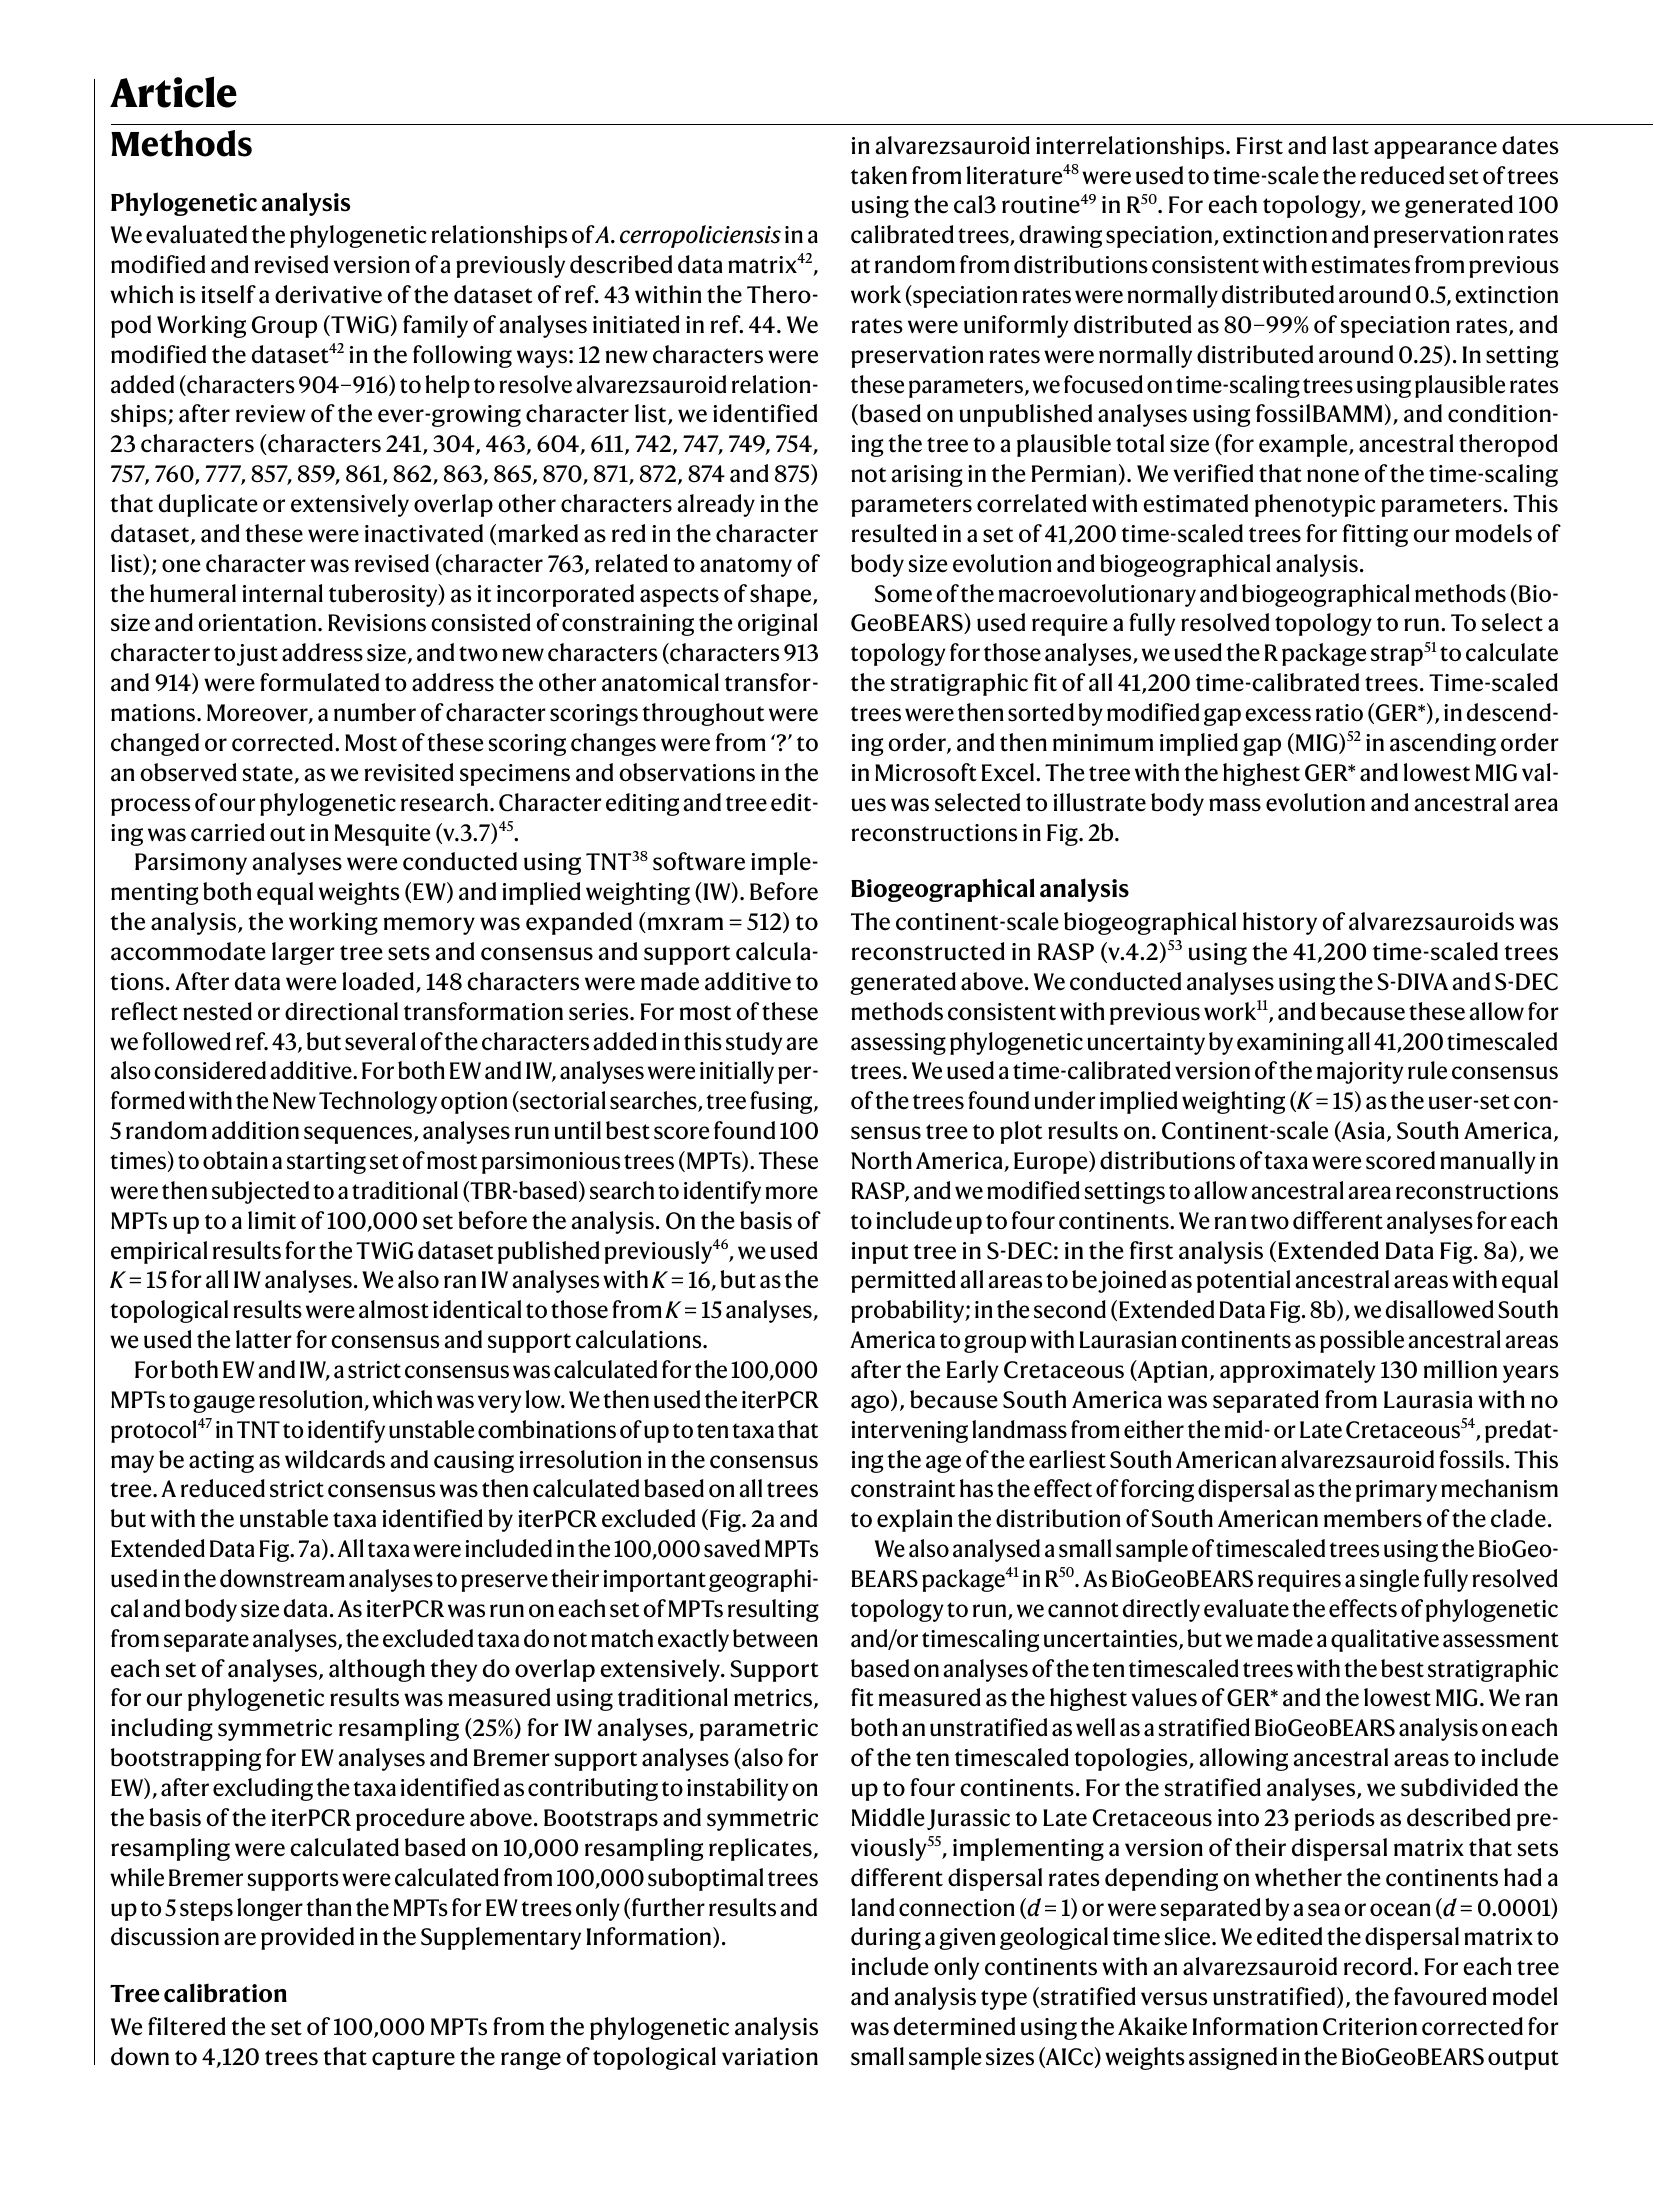 Article
Methods
Phylogenetic analysis
We evaluated the phylogenetic relationships of A. cerropoliciensis in a
modified and revised version of a previously described data matrix42,
which is itself a derivative of the dataset of ref. 43 within the Thero-
pod Working Group (TWiG) family of analyses initiated in ref. 44. We
modified the dataset42 in the following ways: 12 new characters were
added (characters 904–916) to help to resolve alvarezsauroid relation-
ships; after review of the ever-growing character list, we identified
23 characters (characters 241, 304, 463, 604, 611, 742, 747, 749, 754,
757, 760, 777, 857, 859, 861, 862, 863, 865, 870, 871, 872, 874 and 875)
that duplicate or extensively overlap other characters already in the
dataset, and these were inactivated (marked as red in the character
list); one character was revised (character 763, related to anatomy of
the humeral internal tuberosity) as it incorporated aspects of shape,
size and orientation. Revisions consisted of constraining the original
character to just address size, and two new characters (characters 913
and 914) were formulated to address the other anatomical transfor-
mations. Moreover, a number of character scorings throughout were
changed or corrected. Most of these scoring changes were from ‘?’ to
an observed state, as we revisited specimens and observations in the
process of our phylogenetic research. Character editing and tree edit-
ing was carried out in Mesquite (v.3.7)45.
Parsimony analyses were conducted using TNT38 software imple-
menting both equal weights (EW) and implied weighting (IW). Before
the analysis, the working memory was expanded (mxram = 512) to
accommodate larger tree sets and consensus and support calcula-
tions. After data were loaded, 148 characters were made additive to
reflect nested or directional transformation series. For most of these
we followed ref. 43, but several of the characters added in this study are
also considered additive. For both EW and IW, analyses were initially per-
formed with the New Technology option (sectorial searches, tree fusing,
5 random addition sequences, analyses run until best score found 100
times) to obtain a starting set of most parsimonious trees (MPTs). These
were then subjected to a traditional (TBR-based) search to identify more
MPTs up to a limit of 100,000 set before the analysis. On the basis of
empirical results for the TWiG dataset published previously46, we used
K = 15 for all IW analyses. We also ran IW analyses with K = 16, but as the
topological results were almost identical to those from K = 15 analyses,
we used the latter for consensus and support calculations.
For both EW and IW, a strict consensus was calculated for the 100,000
MPTs to gauge resolution, which was very low. We then used the iterPCR
protocol47 in TNT to identify unstable combinations of up to ten taxa that
may be acting as wildcards and causing irresolution in the consensus
tree. A reduced strict consensus was then calculated based on all trees
but with the unstable taxa identified by iterPCR excluded (Fig. 2a and
Extended Data Fig. 7a). All taxa were included in the 100,000 saved MPTs
used in the downstream analyses to preserve their important geographi-
cal and body size data. As iterPCR was run on each set of MPTs resulting
from separate analyses, the excluded taxa do not match exactly between
each set of analyses, although they do overlap extensively. Support
for our phylogenetic results was measured using traditional metrics,
including symmetric resampling (25%) for IW analyses, parametric
bootstrapping for EW analyses and Bremer support analyses (also for
EW), after excluding the taxa identified as contributing to instability on
the basis of the iterPCR procedure above. Bootstraps and symmetric
resampling were calculated based on 10,000 resampling replicates,
while Bremer supports were calculated from 100,000 suboptimal trees
up to 5 steps longer than the MPTs for EW trees only (further results and
discussion are provided in the Supplementary Information).
Tree calibration
We filtered the set of 100,000 MPTs from the phylogenetic analysis
down to 4,120 trees that capture the range of topological variation
in alvarezsauroid interrelationships. First and last appearance dates
taken from literature48 were used to time-scale the reduced set of trees
using the cal3 routine49 in R50. For each topology, we generated 100
calibrated trees, drawing speciation, extinction and preservation rates
at random from distributions consistent with estimates from previous
work (speciation rates were normally distributed around 0.5, extinction
rates were uniformly distributed as 80–99% of speciation rates, and
preservation rates were normally distributed around 0.25). In setting
these parameters, we focused on time-scaling trees using plausible rates
(based on unpublished analyses using fossilBAMM), and condition-
ing the tree to a plausible total size (for example, ancestral theropod
not arising in the Permian). We verified that none of the time-scaling
parameters correlated with estimated phenotypic parameters. This
resulted in a set of 41,200 time-scaled trees for fitting our models of
body size evolution and biogeographical analysis.
Some of the macroevolutionary and biogeographical methods (Bio-
GeoBEARS) used require a fully resolved topology to run. To select a
topology for those analyses, we used the R package strap51 to calculate
the stratigraphic fit of all 41,200 time-calibrated trees. Time-scaled
trees were then sorted by modified gap excess ratio (GER*), in descend-
ing order, and then minimum implied gap (MIG)52 in ascending order
in Microsoft Excel. The tree with the highest GER* and lowest MIG val-
ues was selected to illustrate body mass evolution and ancestral area
reconstructions in Fig. 2b.
Biogeographical analysis
The continent-scale biogeographical history of alvarezsauroids was
reconstructed in RASP (v.4.2)53 using the 41,200 time-scaled trees
generated above. We conducted analyses using the S-DIVA and S-DEC
methods consistent with previous work11, and because these allow for
assessing phylogenetic uncertainty by examining all 41,200 timescaled
trees. We used a time-calibrated version of the majority rule consensus
of the trees found under implied weighting (K = 15) as the user-set con-
sensus tree to plot results on. Continent-scale (Asia, South America,
North America, Europe) distributions of taxa were scored manually in
RASP, and we modified settings to allow ancestral area reconstructions
to include up to four continents. We ran two different analyses for each
input tree in S-DEC: in the first analysis (Extended Data Fig. 8a), we
permitted all areas to be joined as potential ancestral areas with equal
probability; in the second (Extended Data Fig. 8b), we disallowed South
America to group with Laurasian continents as possible ancestral areas
after the Early Cretaceous (Aptian, approximately 130 million years
ago), because South America was separated from Laurasia with no
intervening landmass from either the mid- or Late Cretaceous54, predat-
ing the age of the earliest South American alvarezsauroid fossils. This
constraint has the effect of forcing dispersal as the primary mechanism
to explain the distribution of South American members of the clade.
We also analysed a small sample of timescaled trees using the BioGeo-
BEARS package41 in R50. As BioGeoBEARS requires a single fully resolved
topology to run, we cannot directly evaluate the effects of phylogenetic
and/or timescaling uncertainties, but we made a qualitative assessment
based on analyses of the ten timescaled trees with the best stratigraphic
fit measured as the highest values of GER* and the lowest MIG. We ran
both an unstratified as well as a stratified BioGeoBEARS analysis on each
of the ten timescaled topologies, allowing ancestral areas to include
up to four continents. For the stratified analyses, we subdivided the
Middle Jurassic to Late Cretaceous into 23 periods as described pre-
viously55, implementing a version of their dispersal matrix that sets
different dispersal rates depending on whether the continents had a
land connection (d = 1) or were separated by a sea or ocean (d = 0.0001)
during a given geological time slice. We edited the dispersal matrix to
include only continents with an alvarezsauroid record. For each tree
and analysis type (stratified versus unstratified), the favoured model
was determined using the Akaike Information Criterion corrected for
small sample sizes (AICc) weights assigned in the BioGeoBEARS output